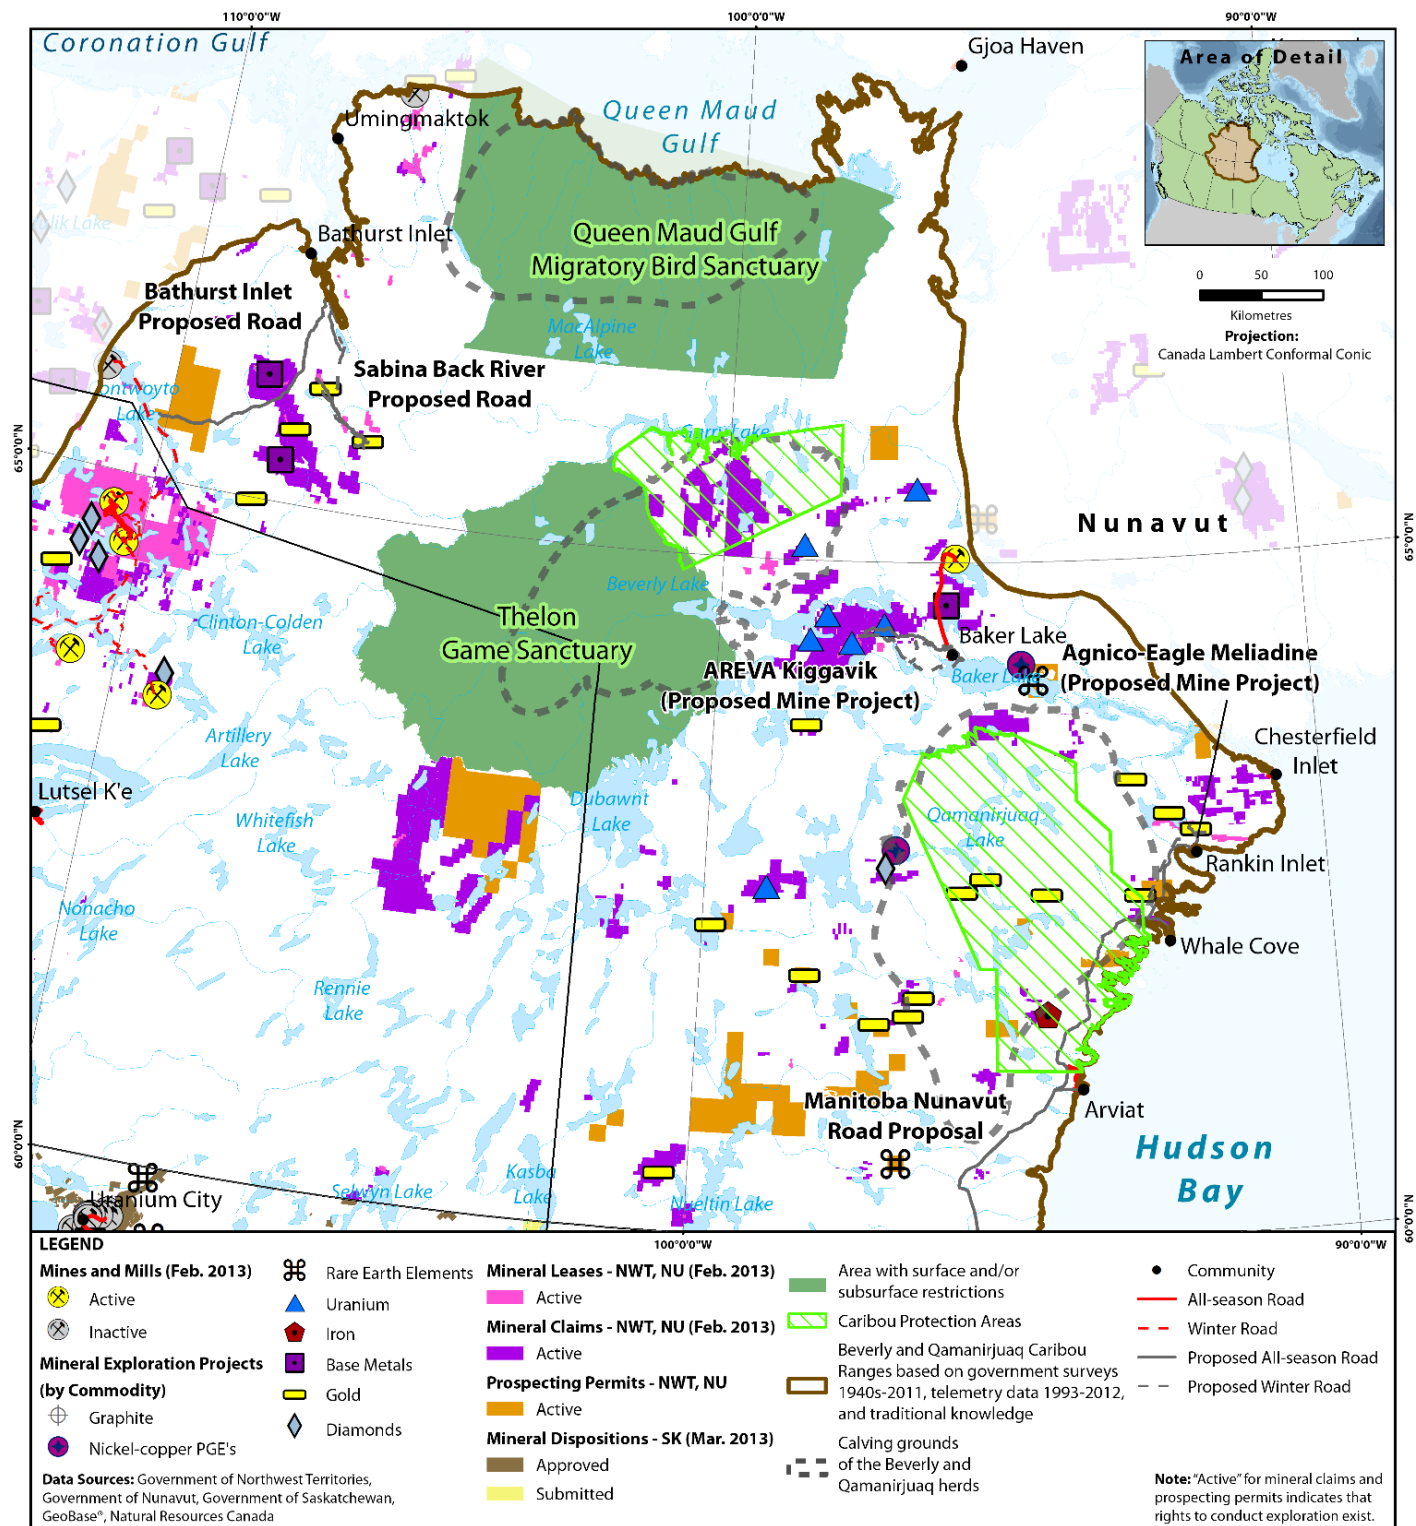 110°0'0"W
100°0'0"W
90°0'0"W
Coronation Gulf
Gjoa Haven
Area of Detail
Queen Maud
Gulf
Umingmaktok
Bathurst Inlet
Queen Maud Gulf
Migratory Bird Sanctuary
0 50 100
Kilometres
Projection:
Canada Lambert Conformal Conic
Bathurst Inlet
Proposed Road
MacAlpine
Lake
Sabina Back River
Proposed Road
Lake
Garry Lake
65°0'0"N
65°0'0"N
Nunavut
Beverly Lake
Clinton-Colden
Lake
Thelon
Game Sanctuary
Baker Lake
Baker Lake
AREVA Kiggavik
(Proposed Mine Project)
Agnico-Eagle Meliadine
(Proposed Mine Project)
Artillery
Lake
Chesterfield
Inlet
Lutsel K'e
Dubawnt
Lake
Whitefish
Lake
Qamanirjuaq
Lake
Rankin Inlet
Nonacho
Lake
Whale Cove
Rennie
Lake
Manitoba Nunavut
Road Proposal
Arviat
60°0'0"N
Hudson
Bay
Uranium City
Selwyn Lake
Kasba
Lake
Nueltin Lake
60°0'0"N
100°0'0"W
90°0'0"W
LEGEND
Mines and Mills (Feb. 2013)
Active
Inactive
Mineral Exploration Projects
(by Commodity)
Graphite
Nickel-copper PGE's
Rare Earth Elements
Uranium
Iron
Base Metals
Gold
Diamonds
Mineral Leases - NWT, NU (Feb. 2013)
Active
Mineral Claims - NWT, NU (Feb. 2013)
Active
Prospecting Permits - NWT, NU
Active
Mineral Dispositions - SK (Mar. 2013)
Approved
Submitted
Area with surface and/or
subsurface restrictions
Caribou Protection Areas
Beverly and Qamanirjuaq Caribou
Ranges based on government surveys
1940s-2011, telemetry data 1993-2012,
and traditional knowledge
Calving grounds
of the Beverly and
Qamanirjuaq herds
Community
All-season Road
Winter Road
Proposed All-season Road
Proposed Winter Road
Data Sources: Government of Northwest Territories,
Government of Nunavut, Government of Saskatchewan,
GeoBase®, Natural Resources Canada
Note: "Active" for mineral claims and
prospecting permits indicates that
rights to conduct exploration exist.